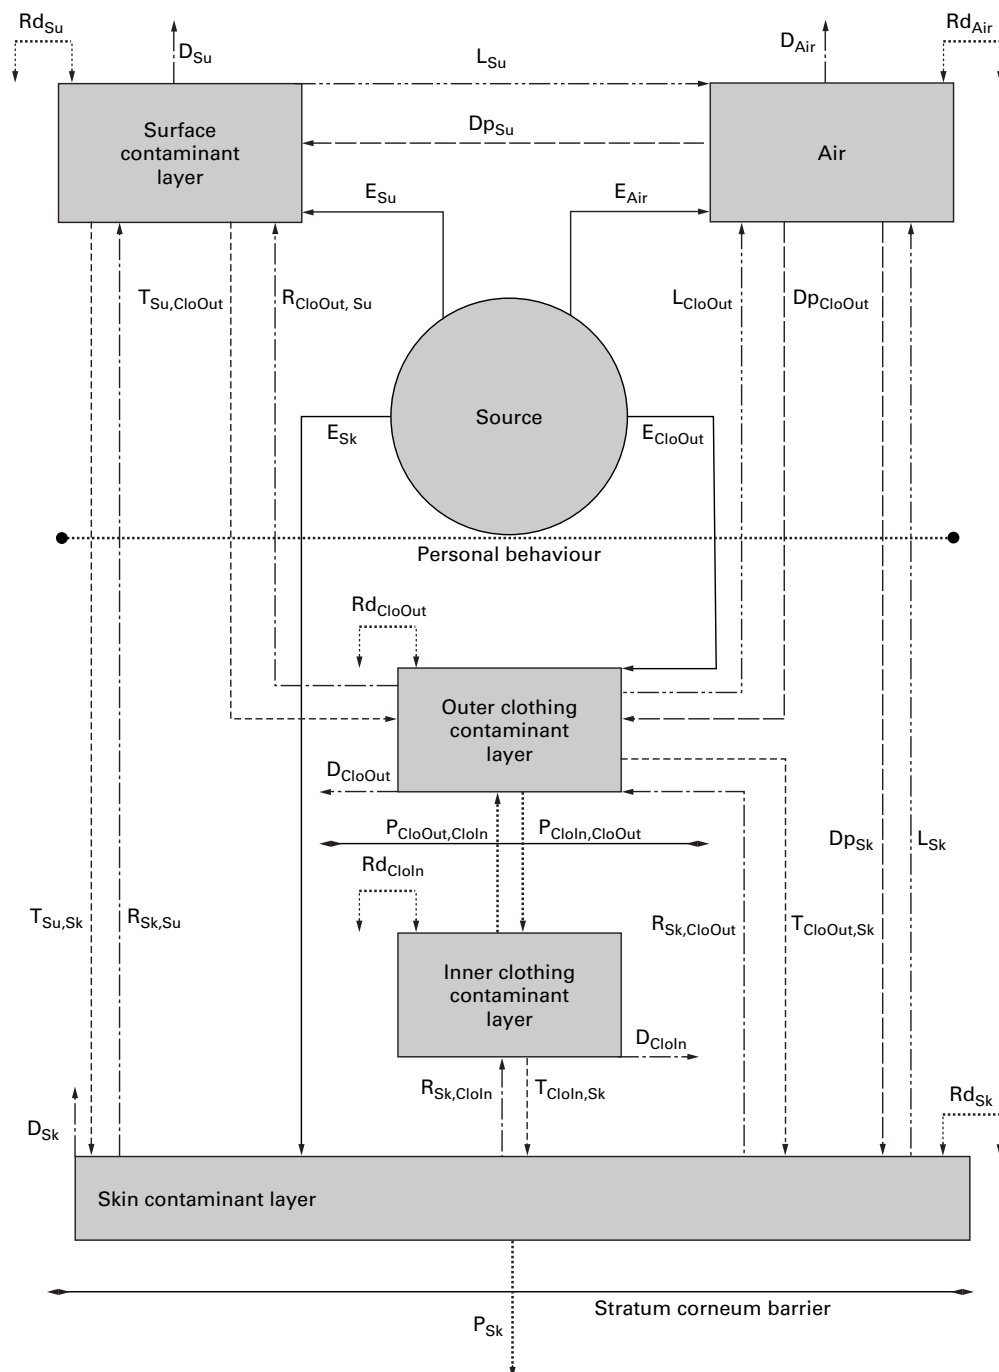 Rd_Su
D_Su
L_Su
D_Air
Rd_Air
Surface
contaminant
layer
Dp_Su
Air
E_Su
E_Air
T_Su,CloOut
R_CloOut, Su
L_CloOut
Dp_CloOut
Source
E_Sk
E_CloOut
Personal behaviour
Rd_CloOut
Outer clothing
contaminant
layer
D_CloOut
P_CloOut,CloIn
P_CloIn,CloOut
Dp_Sk
L_Sk
Rd_CloIn
T_Su,Sk
R_Sk,Su
R_Sk,CloOut
T_CloOut,Sk
Inner clothing
contaminant
layer
D_CloIn
R_Sk,CloIn
T_CloIn,Sk
Rd_Sk
D_Sk
Skin contaminant layer
Stratum corneum barrier
P_Sk